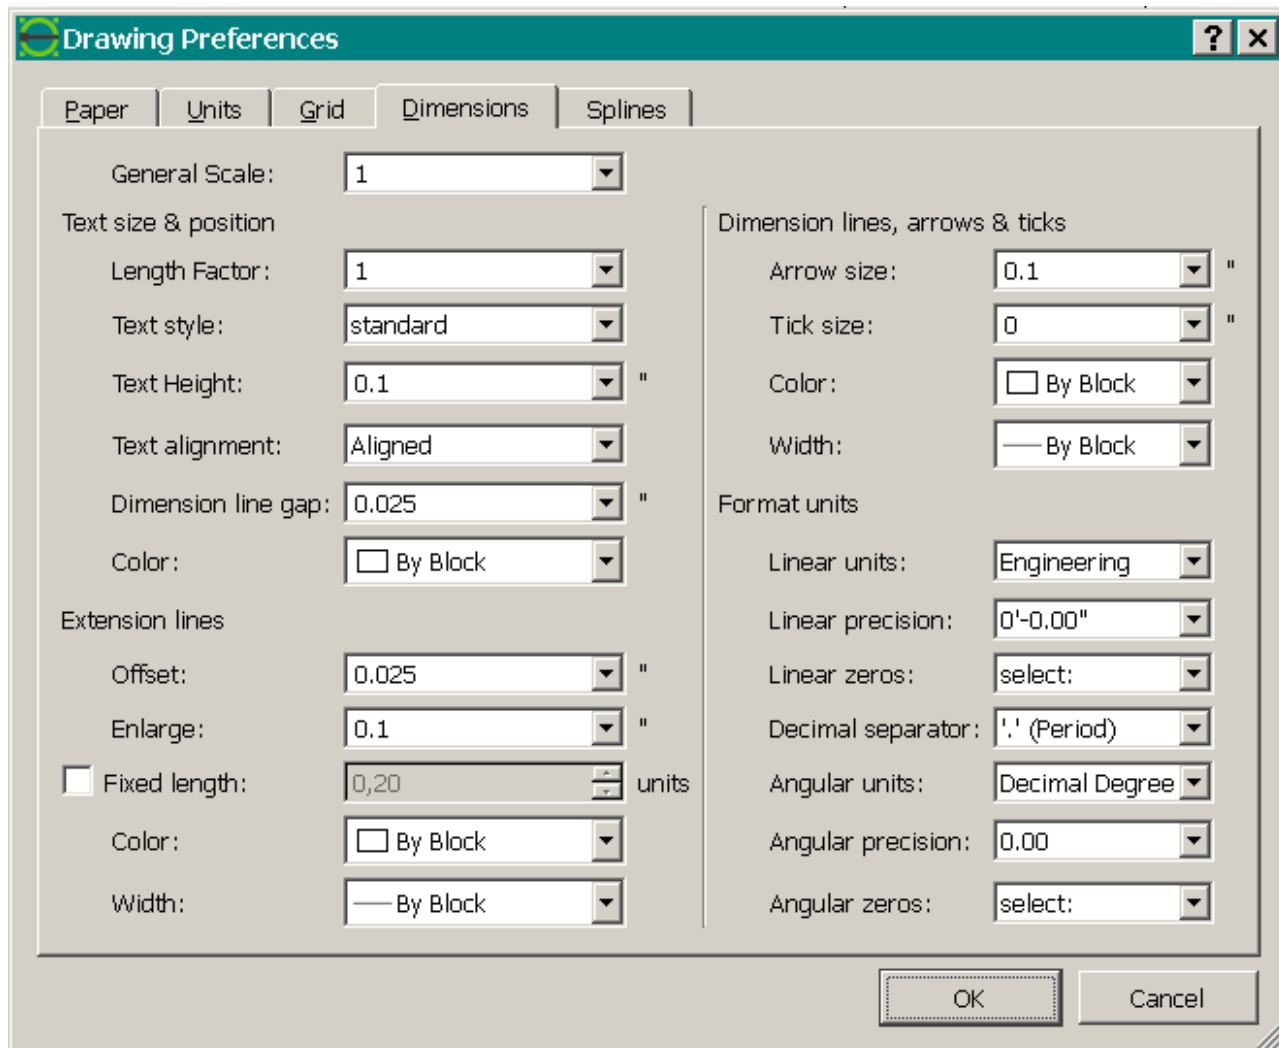 Drawing Preferences
Paper Units Grid Dimensions Splines
General Scale: 1
Text size & position
Length Factor: 1
Text style: standard
Text Height: 0.1 "
Text alignment: Aligned
Dimension line gap: 0.025 "
Color: By Block
Extension lines
Offset: 0.025 "
Enlarge: 0.1 "
Fixed length: 0,20 units
Color: By Block
Width: By Block
Dimension lines, arrows & ticks
Arrow size: 0.1 "
Tick size: 0 "
Color: By Block
Width: By Block
Format units
Linear units: Engineering
Linear precision: 0'-0.00"
Linear zeros: select:
Decimal separator: '.' (Period)
Angular units: Decimal Degree
Angular precision: 0.00
Angular zeros: select:
OK Cancel